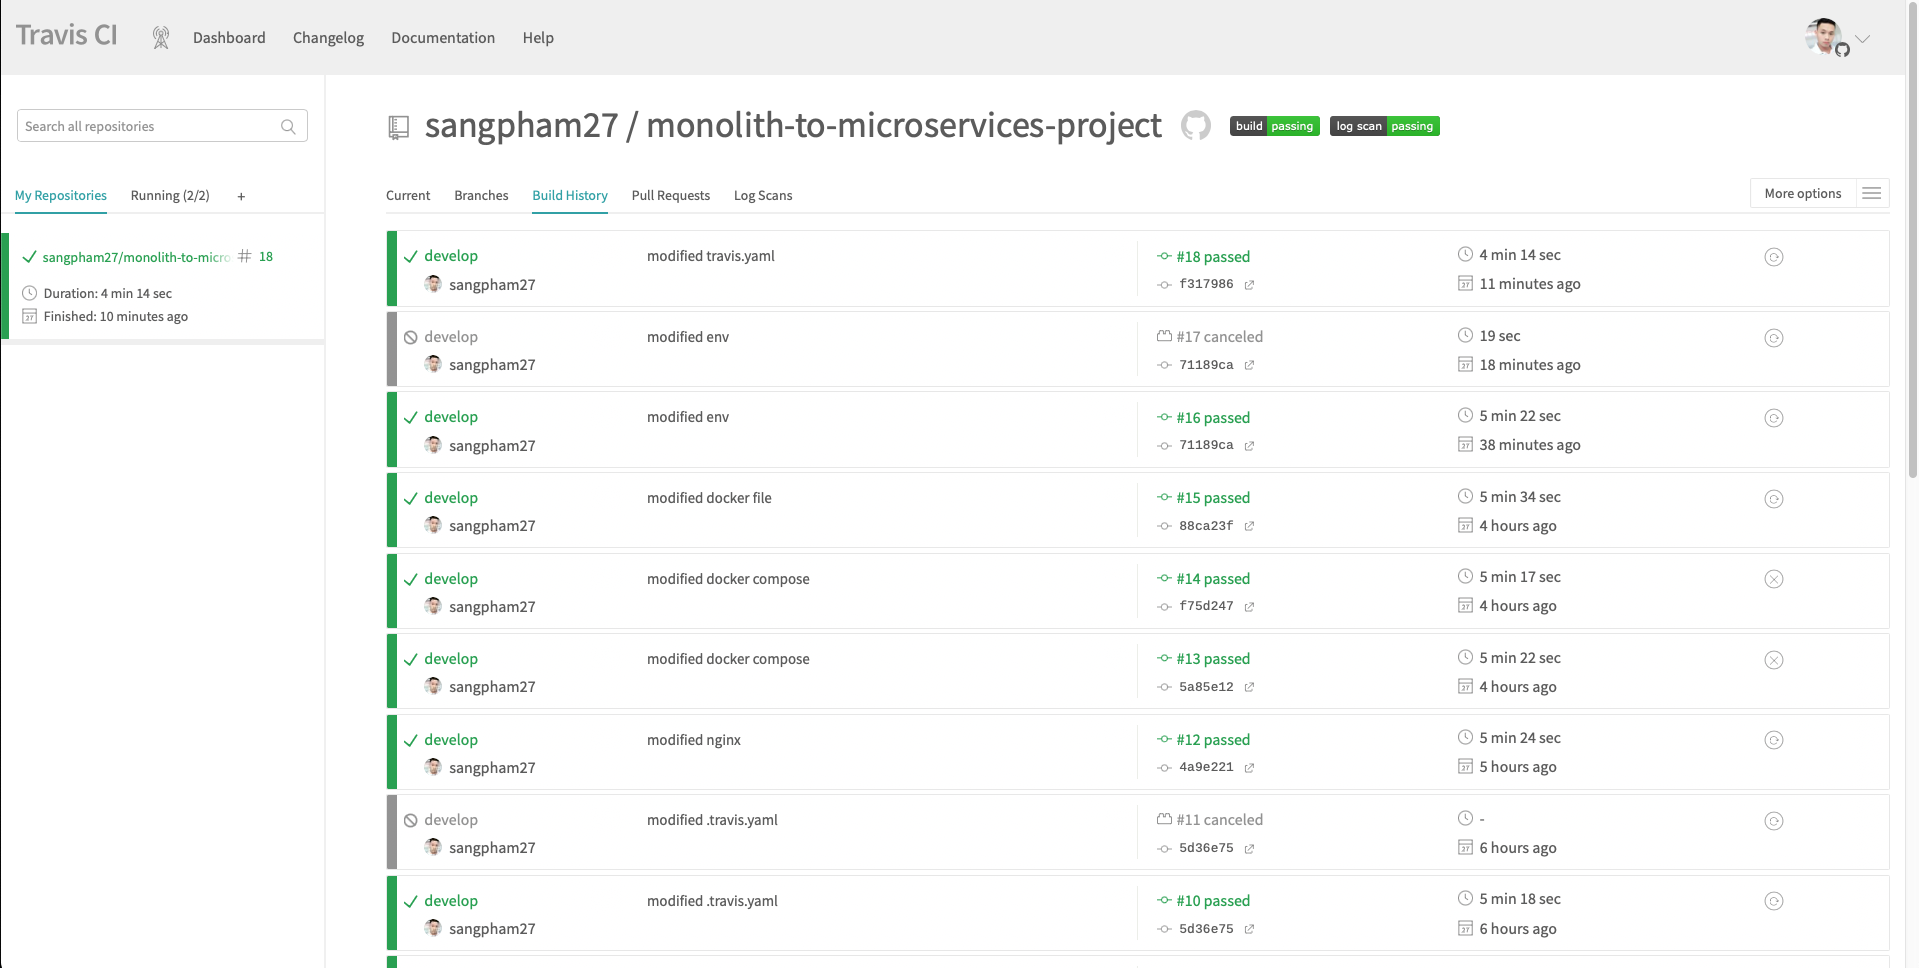 Travis CI
Dashboard
Changelog
Documentation
Help
Search all repositories
My Repositories
Running (2/2)
+
sangpham27/monolith-to-micro # 18
Duration: 4 min 14 sec
Finished: 10 minutes ago
sangpham27 / monolith-to-microservices-project
build passing
log scan passing
Current
Branches
Build History
Pull Requests
Log Scans
More options
develop
modified travis.yaml
#18 passed
4 min 14 sec
sangpham27
f317986
11 minutes ago
develop
modified env
#17 canceled
19 sec
sangpham27
71189ca
18 minutes ago
develop
modified env
#16 passed
5 min 22 sec
sangpham27
71189ca
38 minutes ago
develop
modified docker file
#15 passed
5 min 34 sec
sangpham27
88ca23f
4 hours ago
develop
modified docker compose
#14 passed
5 min 17 sec
sangpham27
f75d247
4 hours ago
develop
modified docker compose
#13 passed
5 min 22 sec
sangpham27
5a85e12
4 hours ago
develop
modified nginx
#12 passed
5 min 24 sec
sangpham27
4a9e221
5 hours ago
develop
modified .travis.yaml
#11 canceled
-
sangpham27
5d36e75
6 hours ago
develop
modified .travis.yaml
#10 passed
5 min 18 sec
sangpham27
5d36e75
6 hours ago